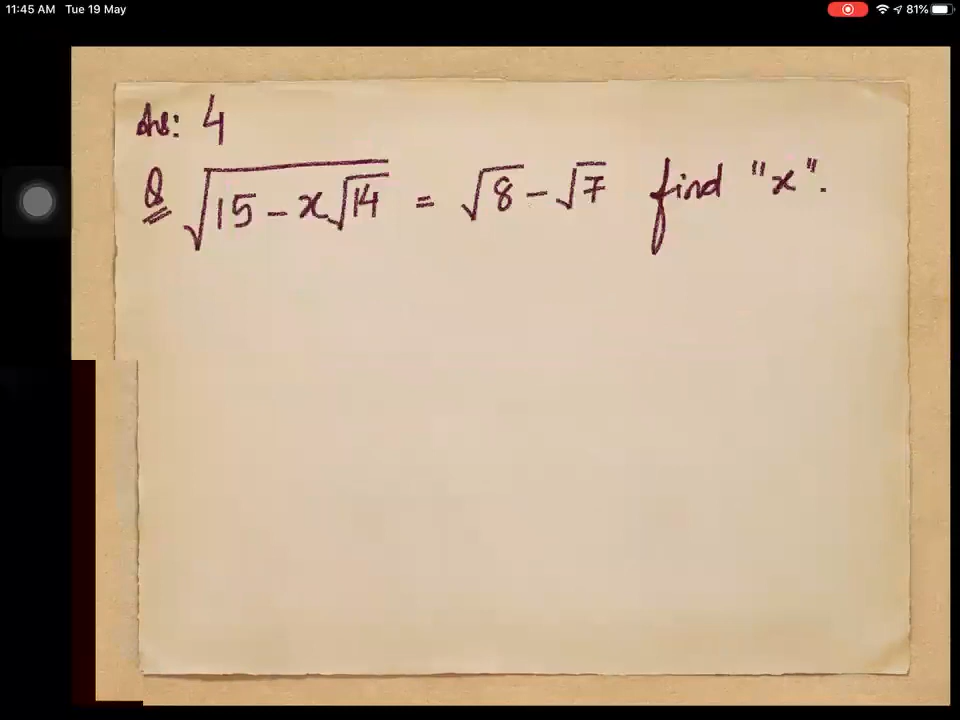 11:45 AM Tue 19 May 81%
Ans: 4
Q √(15 - x√14) = √8 - √7 find "x".